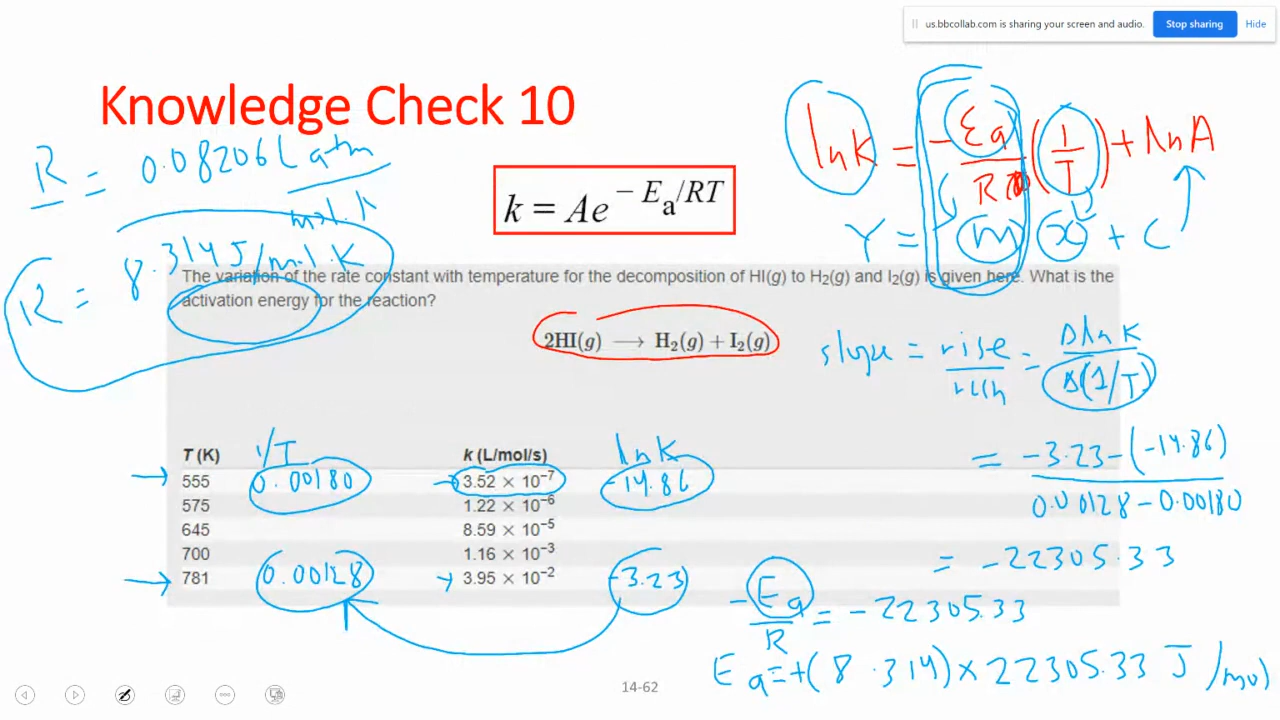 us.bbcollab.com is sharing your screen and audio. Stop sharing Hide
Knowledge Check 10
R = 0.08206 L atm / mol. K
R = 8.314 J/mol.K
k = Ae^(−Ea/RT)
ln K = − Ea/R (1/T) + ln A
Y = m x + C
The variation of the rate constant with temperature for the decomposition of HI(g) to H₂(g) and I₂(g) is given here. What is the
activation energy for the reaction?
2HI(g) ⟶ H₂(g) + I₂(g)
slope = rise/run = Δ ln K / Δ(1/T)
= −3.23 − (−14.86) / 0.00128 − 0.00180
= −22305.33
−Ea/R = −22305.33
Ea = +(8.314) × 22305.33 J/mol
T (K) 1/T k (L/mol/s) ln K
555 0.00180 3.52 × 10⁻⁷ −14.86
575 1.22 × 10⁻⁶
645 8.59 × 10⁻⁵
700 1.16 × 10⁻³
781 0.00128 3.95 × 10⁻² −3.23
14-62